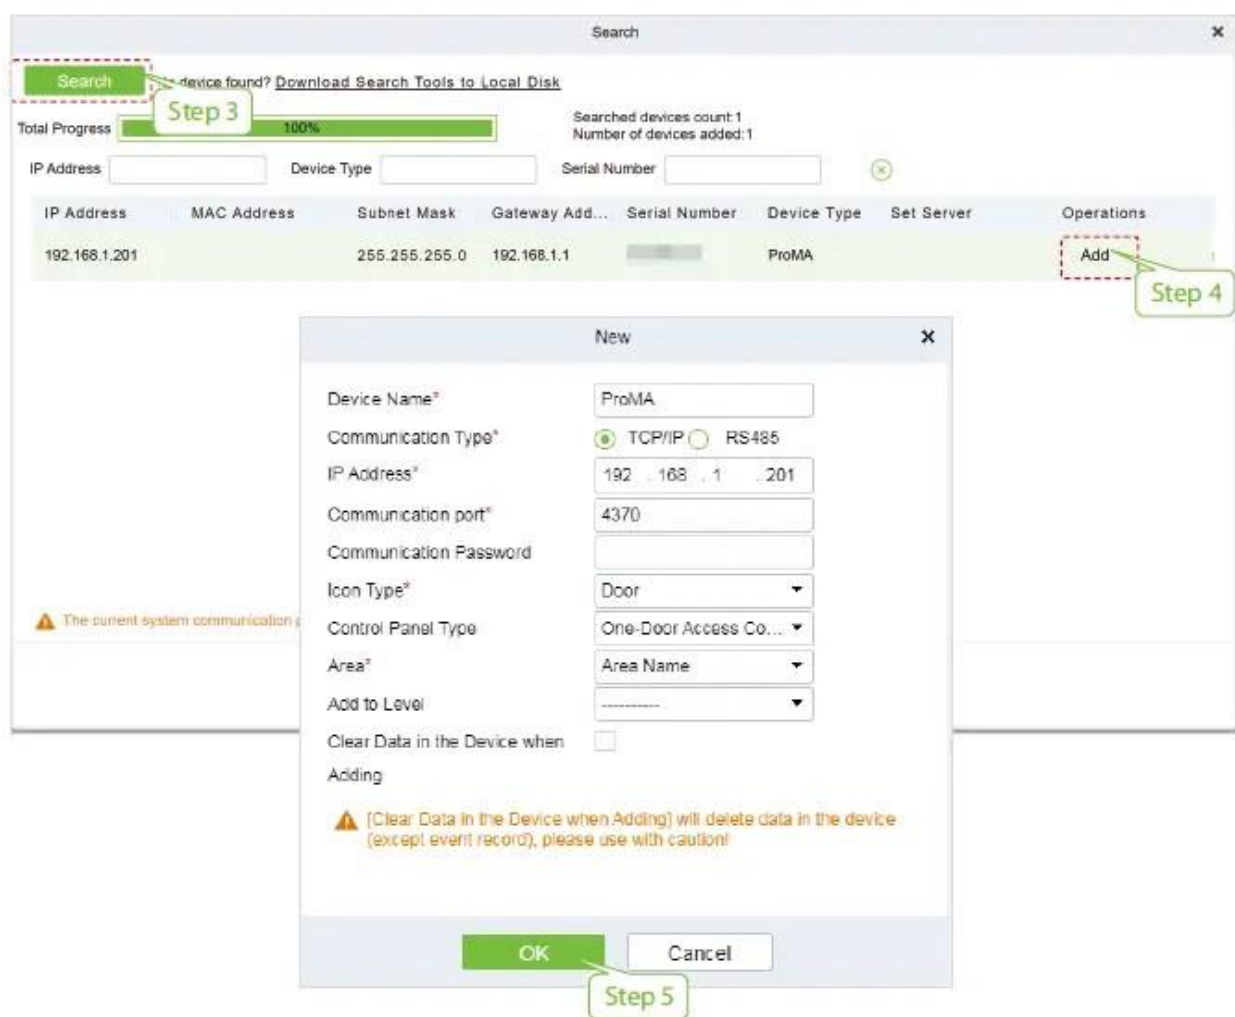 Search
Search
device found? Download Search Tools to Local Disk
Step 3
Total Progress
100%
Searched devices count:1
Number of devices added:1
IP Address
Device Type
Serial Number
IP Address MAC Address Subnet Mask Gateway Add... Serial Number Device Type Set Server Operations
192.168.1.201 255.255.255.0 192.168.1.1 ProMA Add
Step 4
New
Device Name* ProMA
Communication Type* TCP/IP RS485
IP Address* 192 . 168 . 1 . 201
Communication port* 4370
Communication Password
Icon Type* Door
Control Panel Type One-Door Access Co...
Area* Area Name
Add to Level ----------
Clear Data in the Device when
Adding
The current system communication
[Clear Data in the Device when Adding] will delete data in the device
(except event record), please use with caution!
OK Cancel
Step 5